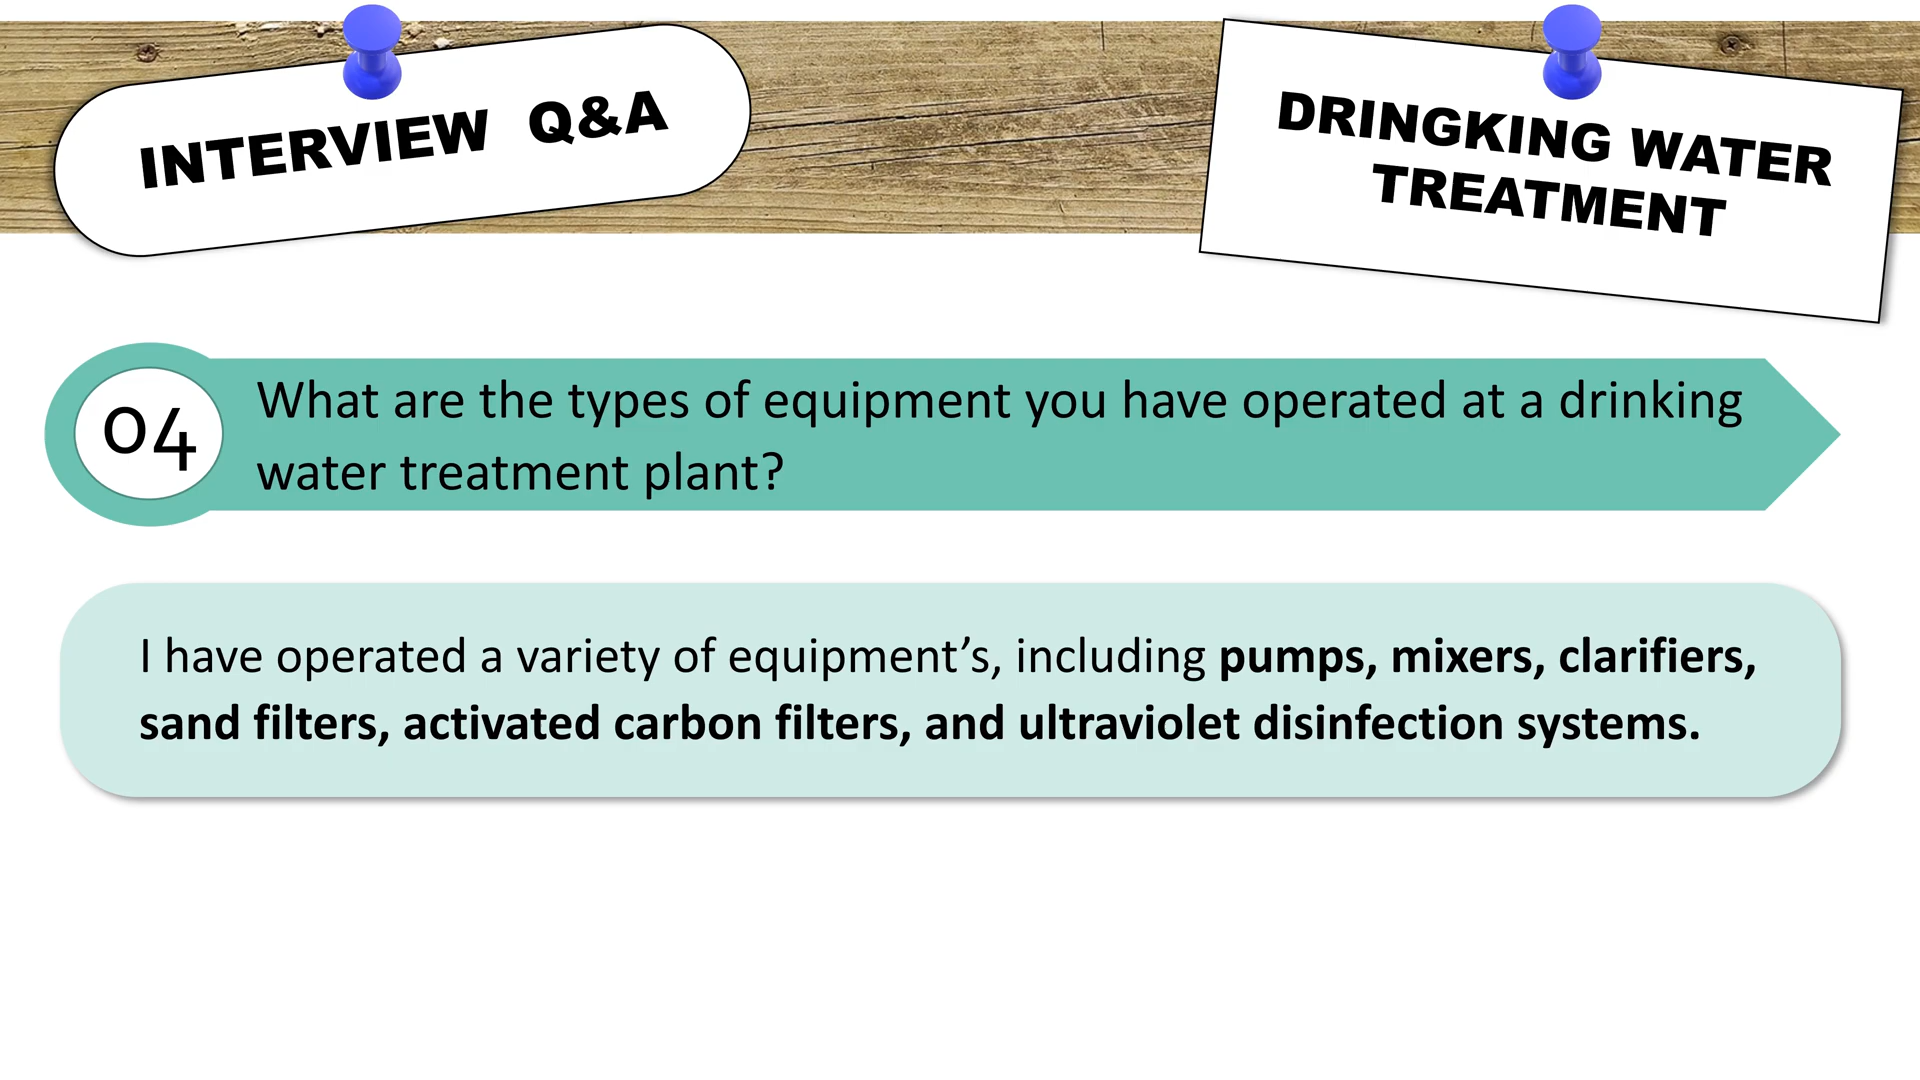 INTERVIEW Q&A
DRINGKING WATER
TREATMENT
04
What are the types of equipment you have operated at a drinking
water treatment plant?
I have operated a variety of equipment’s, including pumps, mixers, clarifiers,
sand filters, activated carbon filters, and ultraviolet disinfection systems.